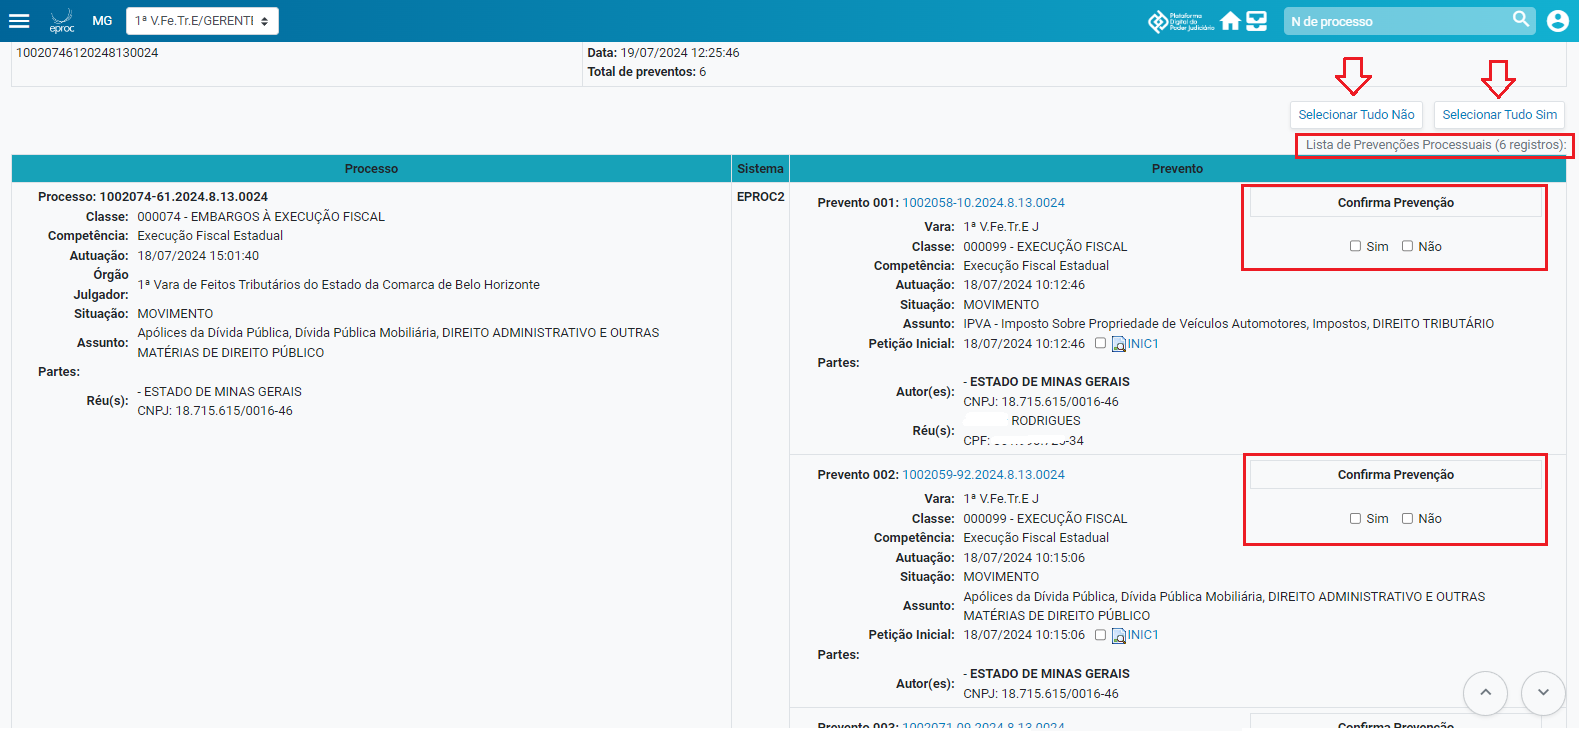 eproc MG 1ª V.Fe.Tr.E/GERENTE Plataforma Digital do Poder Judiciário N de processo
10020746120248130024
Data: 19/07/2024 12:25:46
Total de preventos: 6
Selecionar Tudo Não Selecionar Tudo Sim
Lista de Prevenções Processuais (6 registros):
Processo Sistema Prevento
Processo: 1002074-61.2024.8.13.0024
Classe: 000074 - EMBARGOS À EXECUÇÃO FISCAL
Competência: Execução Fiscal Estadual
Autuação: 18/07/2024 15:01:40
Órgão
Julgador: 1ª Vara de Feitos Tributários do Estado da Comarca de Belo Horizonte
Situação: MOVIMENTO
Assunto: Apólices da Dívida Pública, Dívida Pública Mobiliária, DIREITO ADMINISTRATIVO E OUTRAS
MATÉRIAS DE DIREITO PÚBLICO
Partes:
Réu(s): - ESTADO DE MINAS GERAIS
CNPJ: 18.715.615/0016-46
EPROC2
Prevento 001: 1002058-10.2024.8.13.0024
Vara: 1ª V.Fe.Tr.E J
Classe: 000099 - EXECUÇÃO FISCAL
Competência: Execução Fiscal Estadual
Autuação: 18/07/2024 10:12:46
Situação: MOVIMENTO
Assunto: IPVA - Imposto Sobre Propriedade de Veículos Automotores, Impostos, DIREITO TRIBUTÁRIO
Petição Inicial: 18/07/2024 10:12:46 INIC1
Partes:
Autor(es): - ESTADO DE MINAS GERAIS
CNPJ: 18.715.615/0016-46
Réu(s): RODRIGUES
CPF: -34
Confirma Prevenção
Sim Não
Prevento 002: 1002059-92.2024.8.13.0024
Vara: 1ª V.Fe.Tr.E J
Classe: 000099 - EXECUÇÃO FISCAL
Competência: Execução Fiscal Estadual
Autuação: 18/07/2024 10:15:06
Situação: MOVIMENTO
Assunto: Apólices da Dívida Pública, Dívida Pública Mobiliária, DIREITO ADMINISTRATIVO E OUTRAS
MATÉRIAS DE DIREITO PÚBLICO
Petição Inicial: 18/07/2024 10:15:06 INIC1
Partes:
Autor(es): - ESTADO DE MINAS GERAIS
CNPJ: 18.715.615/0016-46
Confirma Prevenção
Sim Não
Prevento 003: 1002071-09.2024.8.13.0024
Confirma Prevenção